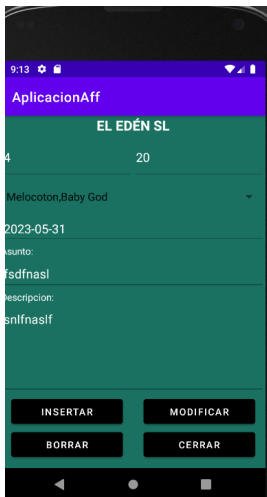 9:13
AplicacionAff
EL EDÉN SL
4 20
Melocoton,Baby God
2023-05-31
Asunto:
fsdfnasl
Descripcion:
snlfnaslf
INSERTAR MODIFICAR
BORRAR CERRAR